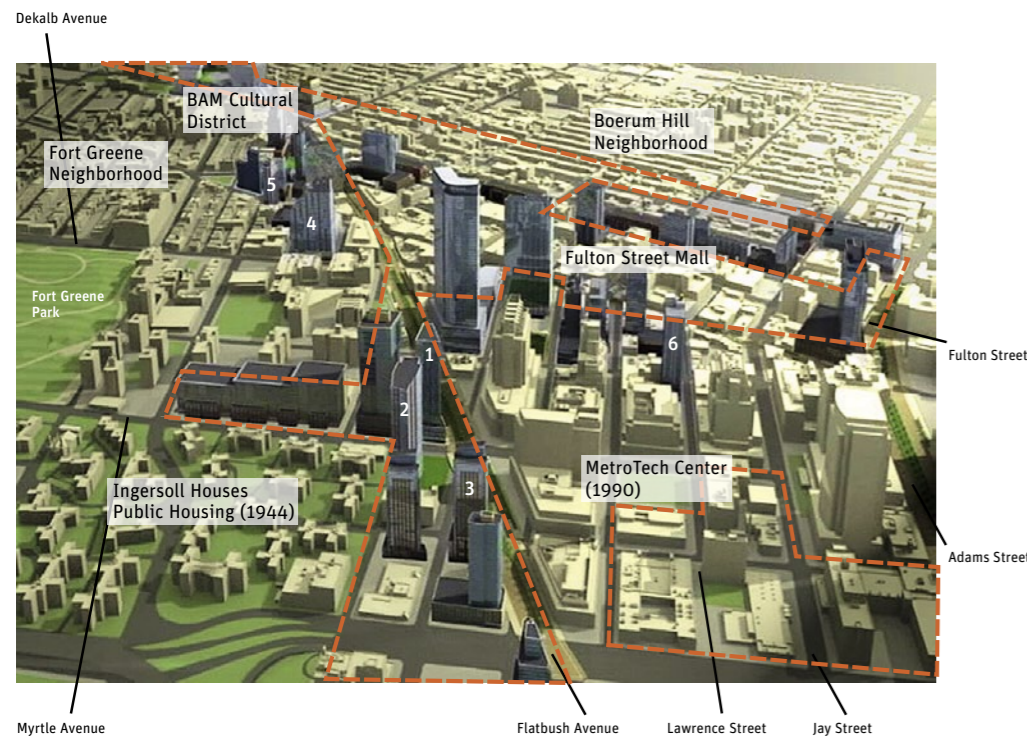 Dekalb Avenue
BAM Cultural
District
Boerum Hill
Neighborhood
Fort Greene
Neighborhood
5
4
Fulton Street Mall
Fort Greene
Park
1
6
Fulton Street
2
MetroTech Center
(1990)
3
Ingersoll Houses
Public Housing (1944)
Adams Street
Myrtle Avenue
Flatbush Avenue
Lawrence Street
Jay Street